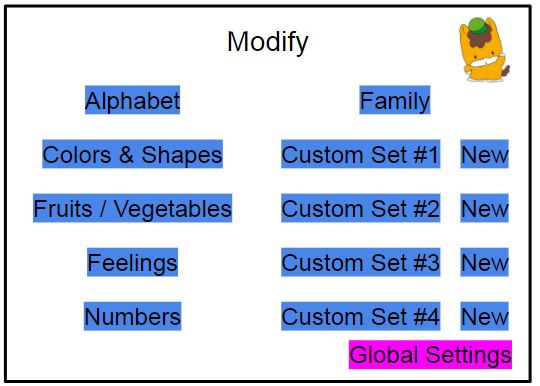 Modify
Alphabet
Family
Colors & Shapes
Custom Set #1
New
Fruits / Vegetables
Custom Set #2
New
Feelings
Custom Set #3
New
Numbers
Custom Set #4
New
Global Settings